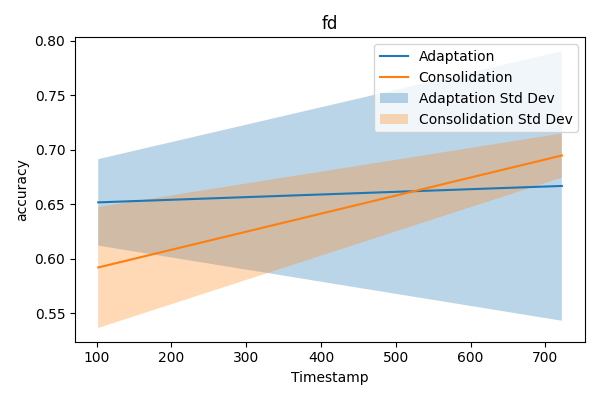 fd
accuracy
0.80
0.75
0.70
0.65
0.60
0.55
Adaptation
Consolidation
Adaptation Std Dev
Consolidation Std Dev
100 200 300 400 500 600 700
Timestamp